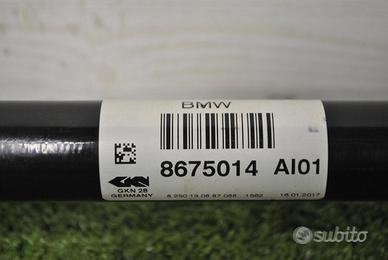 BMW
8675014 AI01
GKN 28
GERMANY
16.01.2017
subito